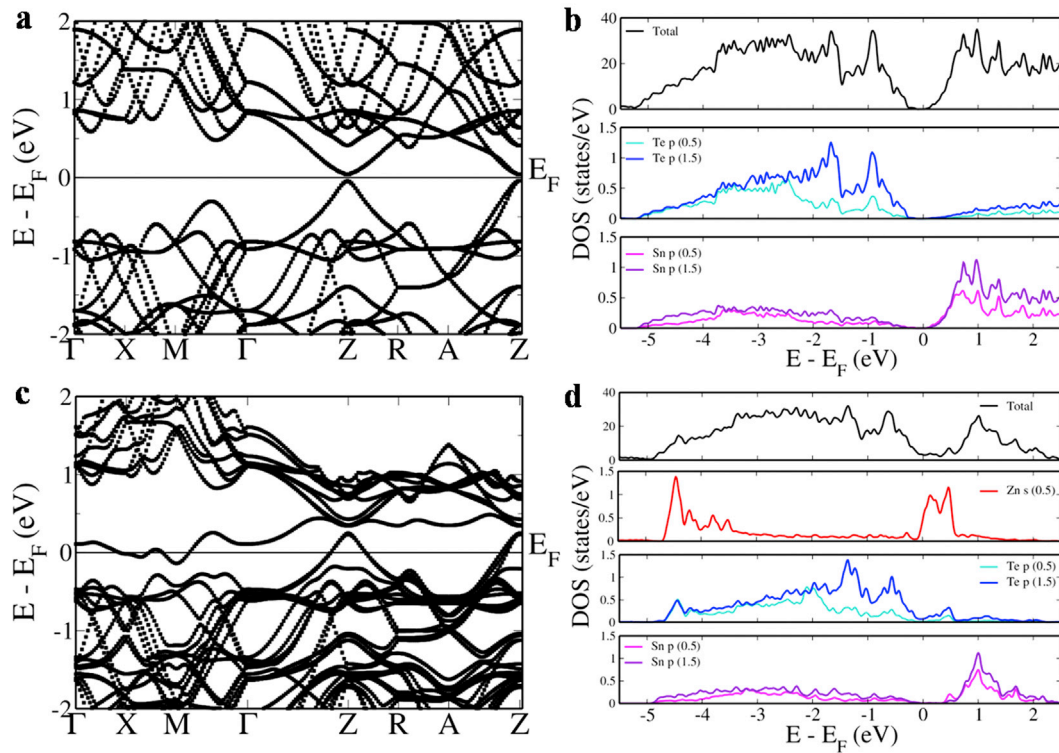 a
2
1
0
-1
-2
E - E_F (eV)
Γ X M Γ Z R A Z
E_F
b
40
20
0
Total
1.5
1
0.5
0
Te p (0.5)
Te p (1.5)
1.5
1
0.5
0
Sn p (0.5)
Sn p (1.5)
DOS (states/eV)
-5 -4 -3 -2 -1 0 1 2
E - E_F (eV)
c
2
1
0
-1
-2
E - E_F (eV)
Γ X M Γ Z R A Z
E_F
d
40
20
0
Total
1.5
1
0.5
0
Zn s (0.5)
1.5
1
0.5
0
Te p (0.5)
Te p (1.5)
1.5
1
0.5
0
Sn p (0.5)
Sn p (1.5)
DOS (states/eV)
-5 -4 -3 -2 -1 0 1 2
E - E_F (eV)